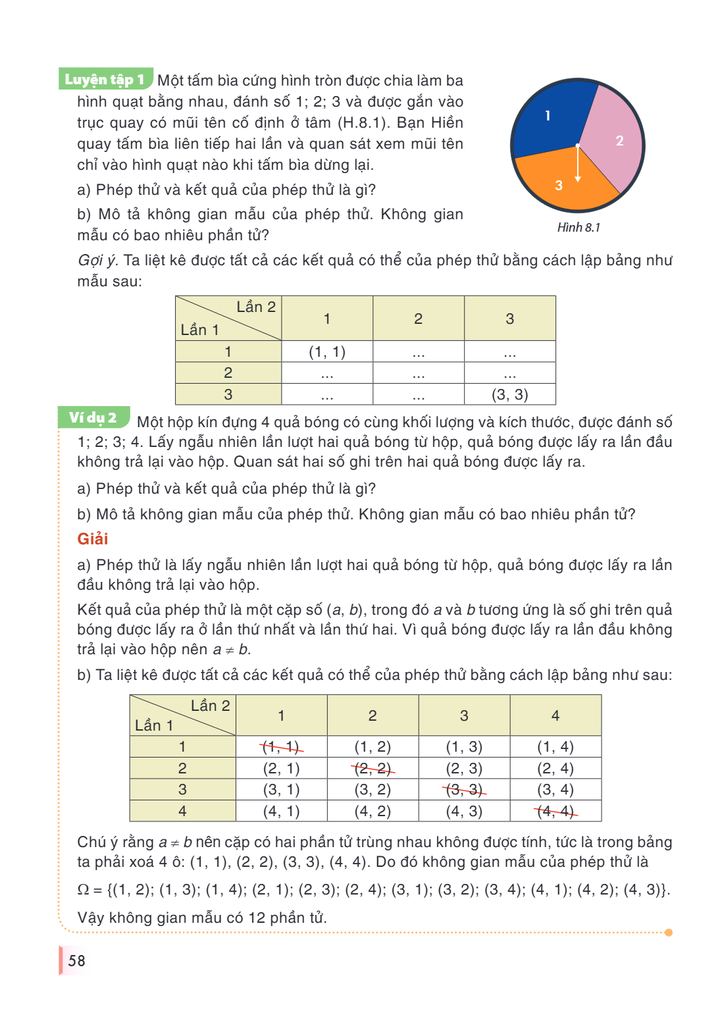 Luyện tập 1 Một tấm bìa cứng hình tròn được chia làm ba
hình quạt bằng nhau, đánh số 1; 2; 3 và được gắn vào
trục quay có mũi tên cố định ở tâm (H.8.1). Bạn Hiền
quay tấm bìa liên tiếp hai lần và quan sát xem mũi tên
chỉ vào hình quạt nào khi tấm bìa dừng lại.
a) Phép thử và kết quả của phép thử là gì?
b) Mô tả không gian mẫu của phép thử. Không gian
mẫu có bao nhiêu phần tử?
1
2
3
Hình 8.1
Gợi ý. Ta liệt kê được tất cả các kết quả có thể của phép thử bằng cách lập bảng như
mẫu sau:
Lần 2
Lần 1
1 2 3
1 (1, 1) ... ...
2 ... ... ...
3 ... ... (3, 3)
Ví dụ 2 Một hộp kín đựng 4 quả bóng có cùng khối lượng và kích thước, được đánh số
1; 2; 3; 4. Lấy ngẫu nhiên lần lượt hai quả bóng từ hộp, quả bóng được lấy ra lần đầu
không trả lại vào hộp. Quan sát hai số ghi trên hai quả bóng được lấy ra.
a) Phép thử và kết quả của phép thử là gì?
b) Mô tả không gian mẫu của phép thử. Không gian mẫu có bao nhiêu phần tử?
Giải
a) Phép thử là lấy ngẫu nhiên lần lượt hai quả bóng từ hộp, quả bóng được lấy ra lần
đầu không trả lại vào hộp.
Kết quả của phép thử là một cặp số (a, b), trong đó a và b tương ứng là số ghi trên quả
bóng được lấy ra ở lần thứ nhất và lần thứ hai. Vì quả bóng được lấy ra lần đầu không
trả lại vào hộp nên a ≠ b.
b) Ta liệt kê được tất cả các kết quả có thể của phép thử bằng cách lập bảng như sau:
Lần 2
Lần 1
1 2 3 4
1 (1, 1) (1, 2) (1, 3) (1, 4)
2 (2, 1) (2, 2) (2, 3) (2, 4)
3 (3, 1) (3, 2) (3, 3) (3, 4)
4 (4, 1) (4, 2) (4, 3) (4, 4)
Chú ý rằng a ≠ b nên cặp có hai phần tử trùng nhau không được tính, tức là trong bảng
ta phải xoá 4 ô: (1, 1), (2, 2), (3, 3), (4, 4). Do đó không gian mẫu của phép thử là
Ω = {(1, 2); (1, 3); (1, 4); (2, 1); (2, 3); (2, 4); (3, 1); (3, 2); (3, 4); (4, 1); (4, 2); (4, 3)}.
Vậy không gian mẫu có 12 phần tử.
58